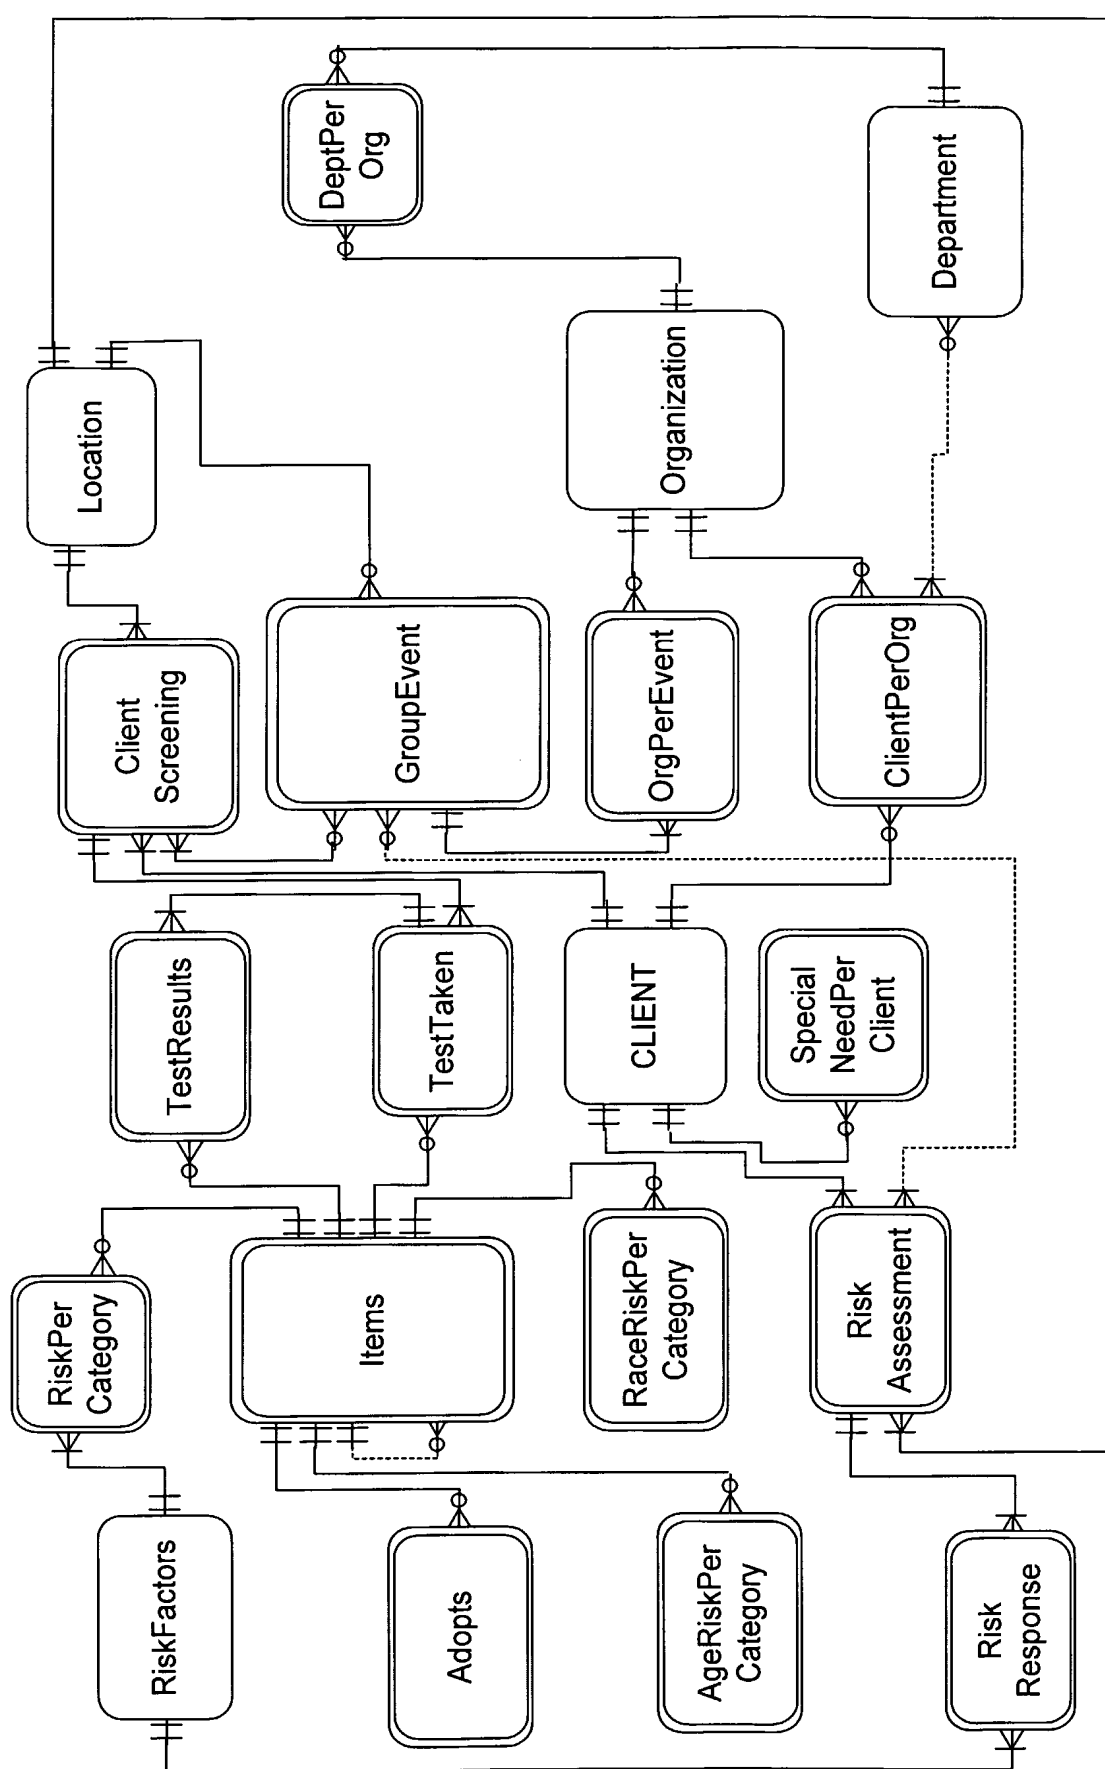 RiskFactors
RiskPer
Category
TestResults
Client
Screening
Location
Adopts
Items
TestTaken
GroupEvent
DeptPer
Org
AgeRiskPer
Category
RaceRiskPer
Category
CLIENT
OrgPerEvent
Organization
Risk
Response
Risk
Assessment
Special
NeedPer
Client
ClientPerOrg
Department